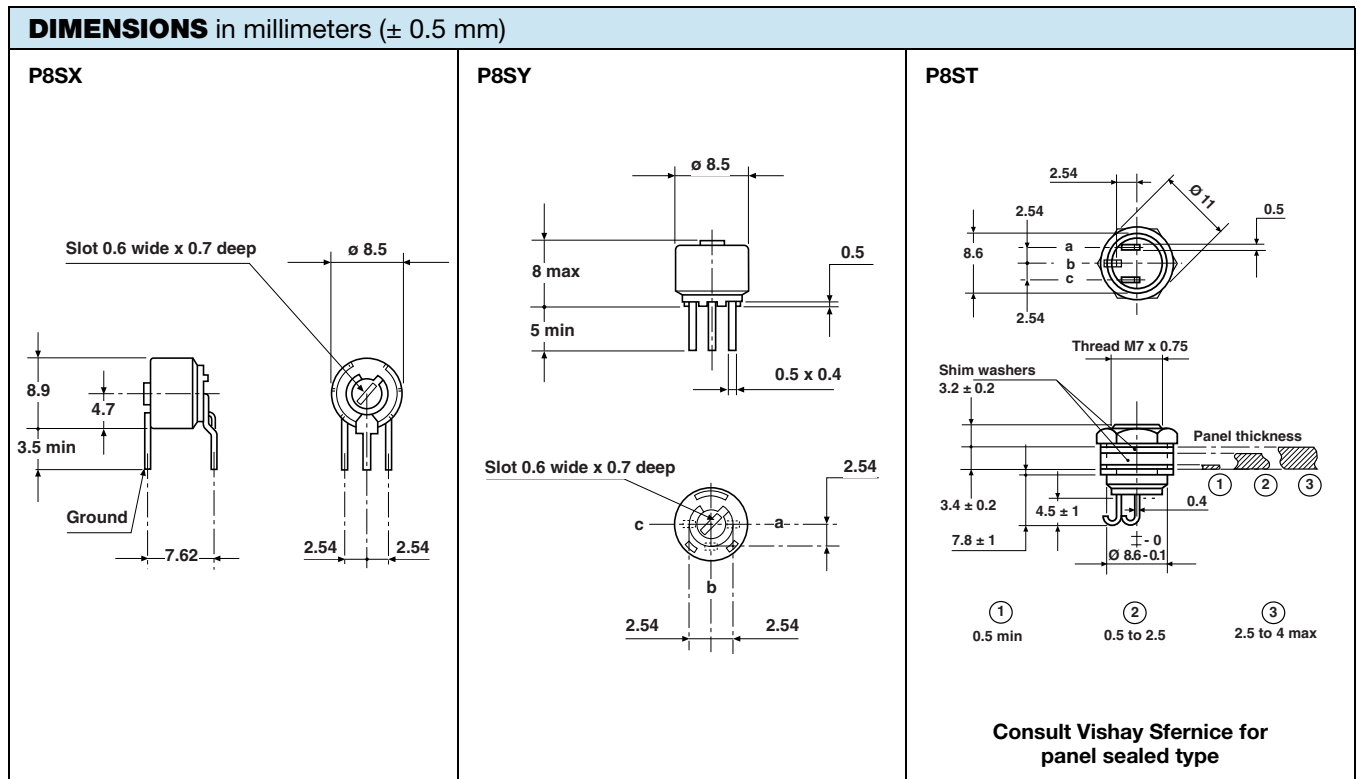 DIMENSIONS in millimeters (± 0.5 mm)
P8SX
Slot 0.6 wide x 0.7 deep
ø 8.5
8.9
4.7
3.5 min
Ground
7.62
2.54
2.54
P8SY
ø 8.5
8 max
0.5
5 min
0.5 x 0.4
Slot 0.6 wide x 0.7 deep
2.54
c
a
b
2.54
2.54
P8ST
2.54
Ø 11
2.54
0.5
a
8.6
b
c
2.54
Thread M7 x 0.75
Shim washers
3.2 ± 0.2
Panel thickness
1
2
3
3.4 ± 0.2
4.5 ± 1
0.4
7.8 ± 1
- 0
Ø 8.6 - 0.1
1
2
3
0.5 min
0.5 to 2.5
2.5 to 4 max
Consult Vishay Sfernice for
panel sealed type